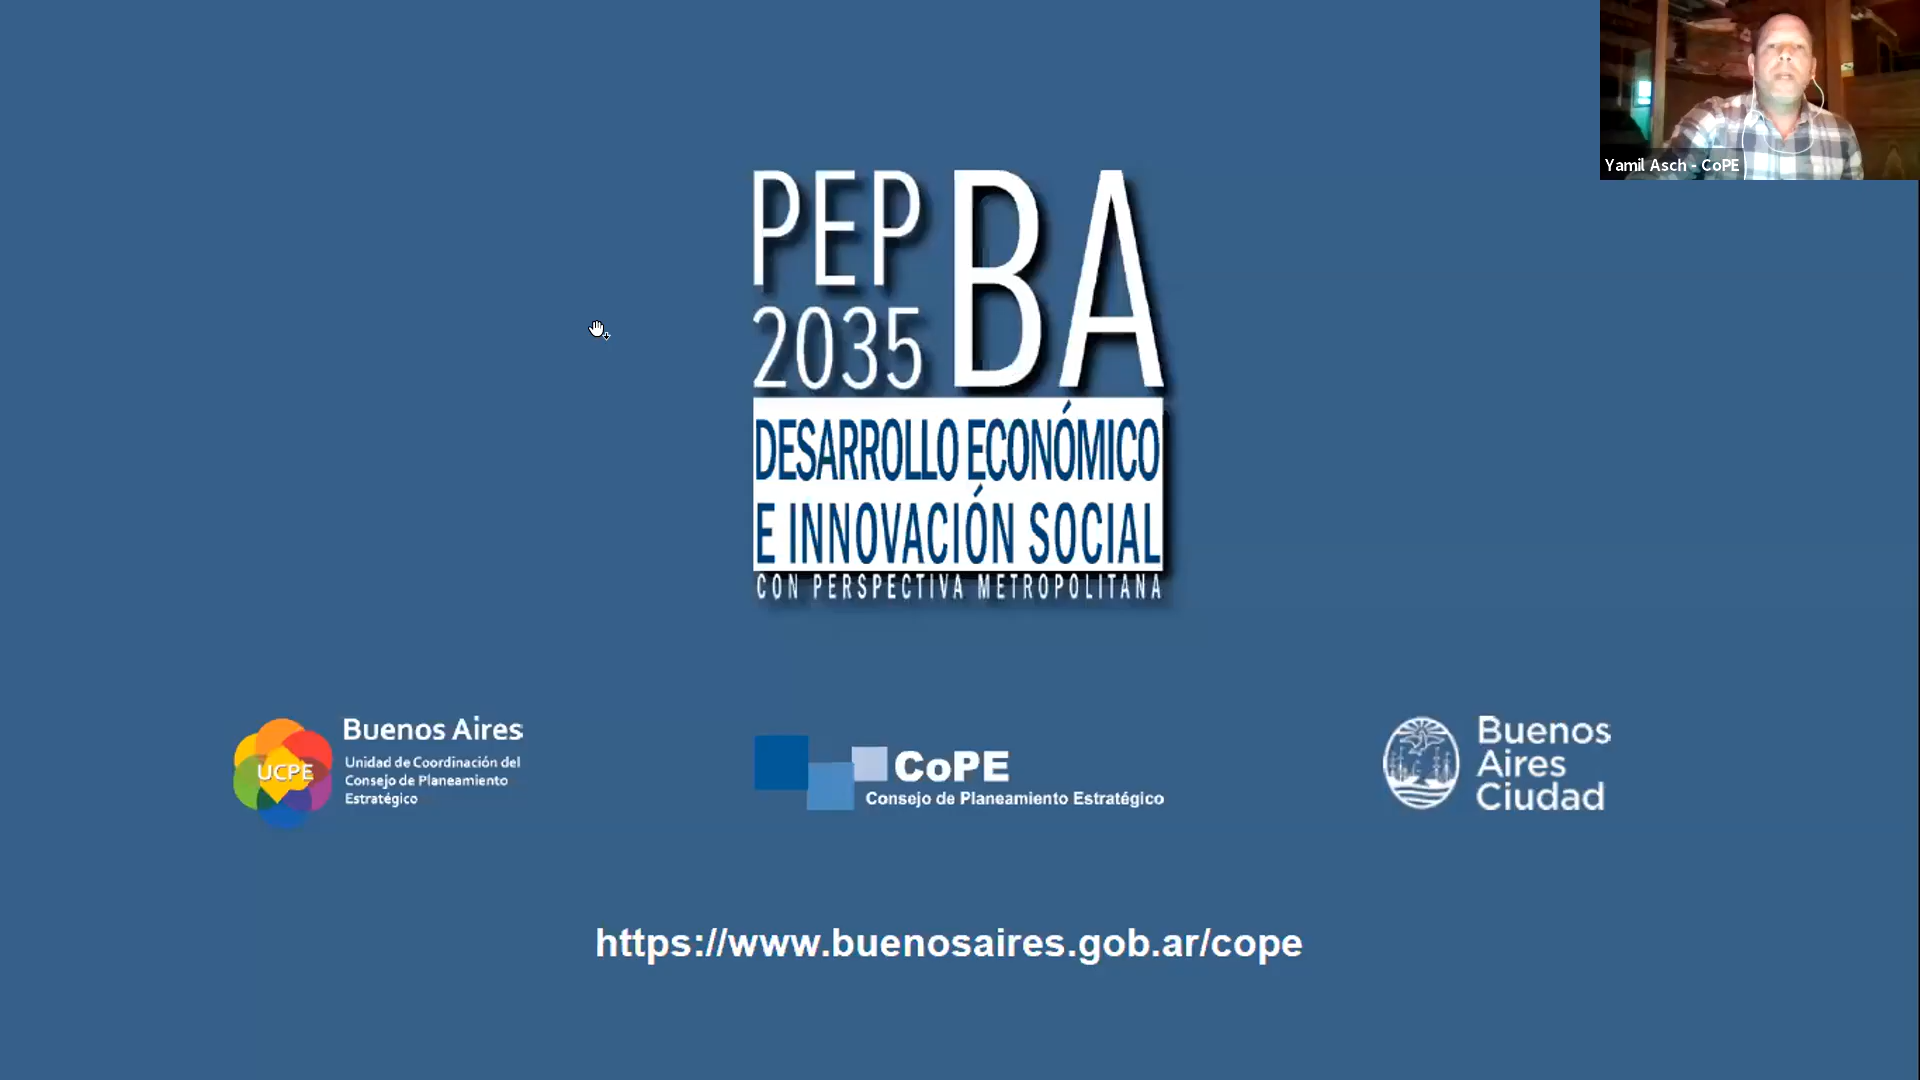 Yamil Asch - CoPE
PEP BA
2035
DESARROLLO ECONÓMICO
E INNOVACIÓN SOCIAL
CON PERSPECTIVA METROPOLITANA
UCPE
Buenos Aires
Unidad de Coordinación del
Consejo de Planeamiento
Estratégico
CoPE
Consejo de Planeamiento Estratégico
Buenos
Aires
Ciudad
https://www.buenosaires.gob.ar/cope